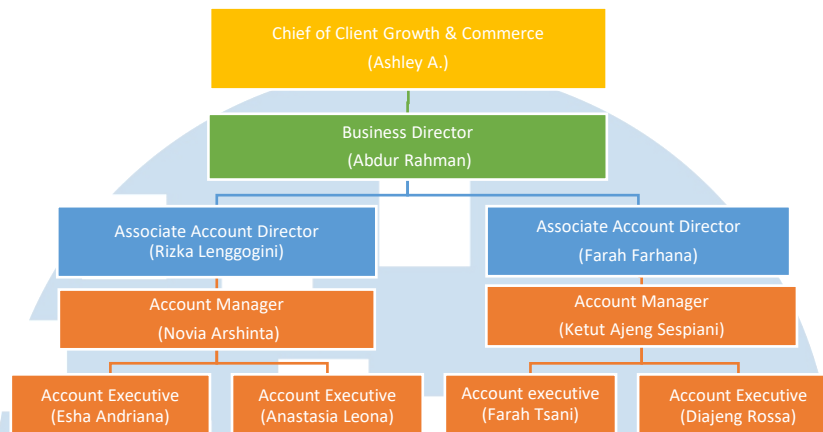 Chief of Client Growth & Commerce
(Ashley A.)
Business Director
(Abdur Rahman)
Associate Account Director
(Rizka Lenggogini)
Associate Account Director
(Farah Farhana)
Account Manager
(Novia Arshinta)
Account Manager
(Ketut Ajeng Sespiani)
Account Executive
(Esha Andriana)
Account Executive
(Anastasia Leona)
Account executive
(Farah Tsani)
Account Executive
(Diajeng Rossa)